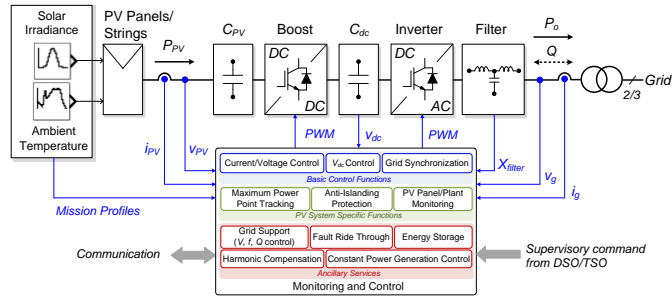 Solar
Irradiance
Ambient
Temperature
PV Panels/
Strings
P_PV
C_PV
Boost
DC
DC
C_dc
Inverter
DC
AC
Filter
P_o
Q
Grid
2/3
i_PV
v_PV
PWM
v_dc
PWM
X_filter
v_g
i_g
Mission Profiles
Current/Voltage Control
V_dc Control
Grid Synchronization
Basic Control Functions
Maximum Power
Point Tracking
Anti-Islanding
Protection
PV Panel/Plant
Monitoring
PV System Specific Functions
Grid Support
(V, f, Q control)
Fault Ride Through
Energy Storage
Harmonic Compensation
Constant Power Generation Control
Ancillary Services
Monitoring and Control
Communication
Supervisory command
from DSO/TSO